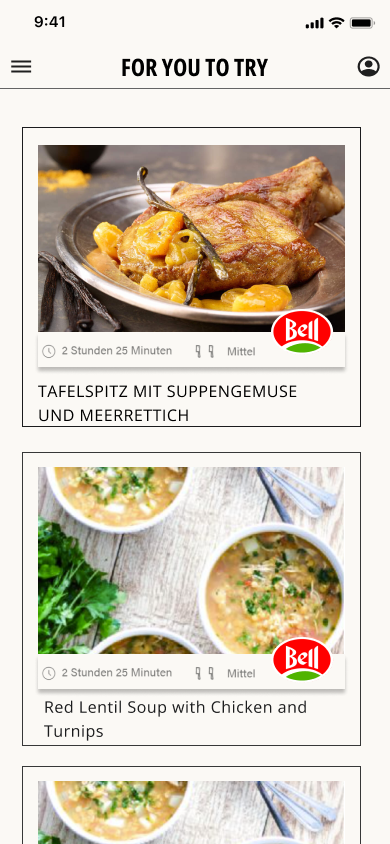 9:41
FOR YOU TO TRY
Bell
2 Stunden 25 Minuten Mittel
TAFELSPITZ MIT SUPPENGEMUSE
UND MEERRETTICH
Bell
2 Stunden 25 Minuten Mittel
Red Lentil Soup with Chicken and
Turnips